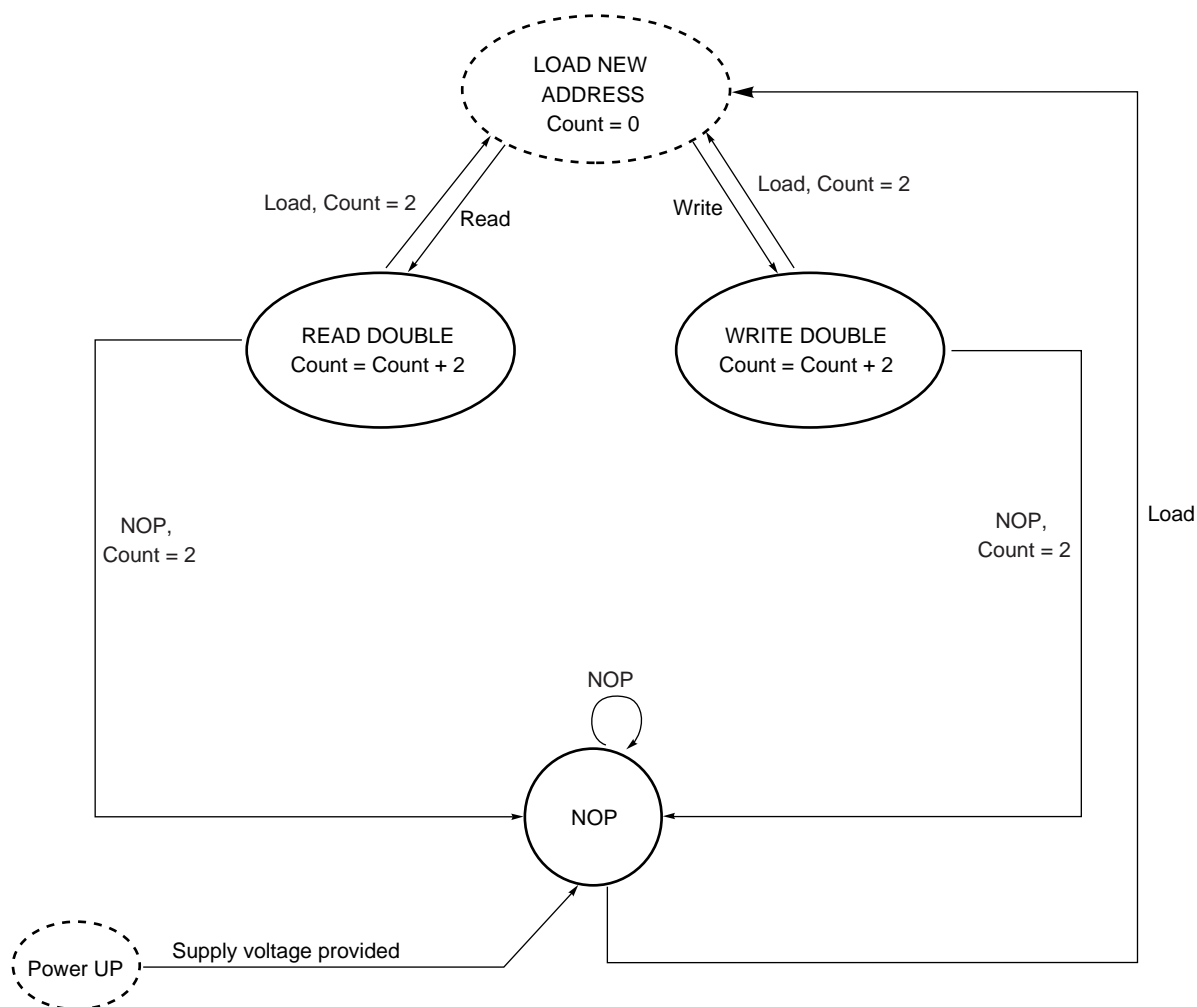 LOAD NEW
ADDRESS
Count = 0
Load, Count = 2
Read
Write
Load, Count = 2
READ DOUBLE
Count = Count + 2
WRITE DOUBLE
Count = Count + 2
NOP,
Count = 2
NOP,
Count = 2
Load
NOP
NOP
Supply voltage provided
Power UP